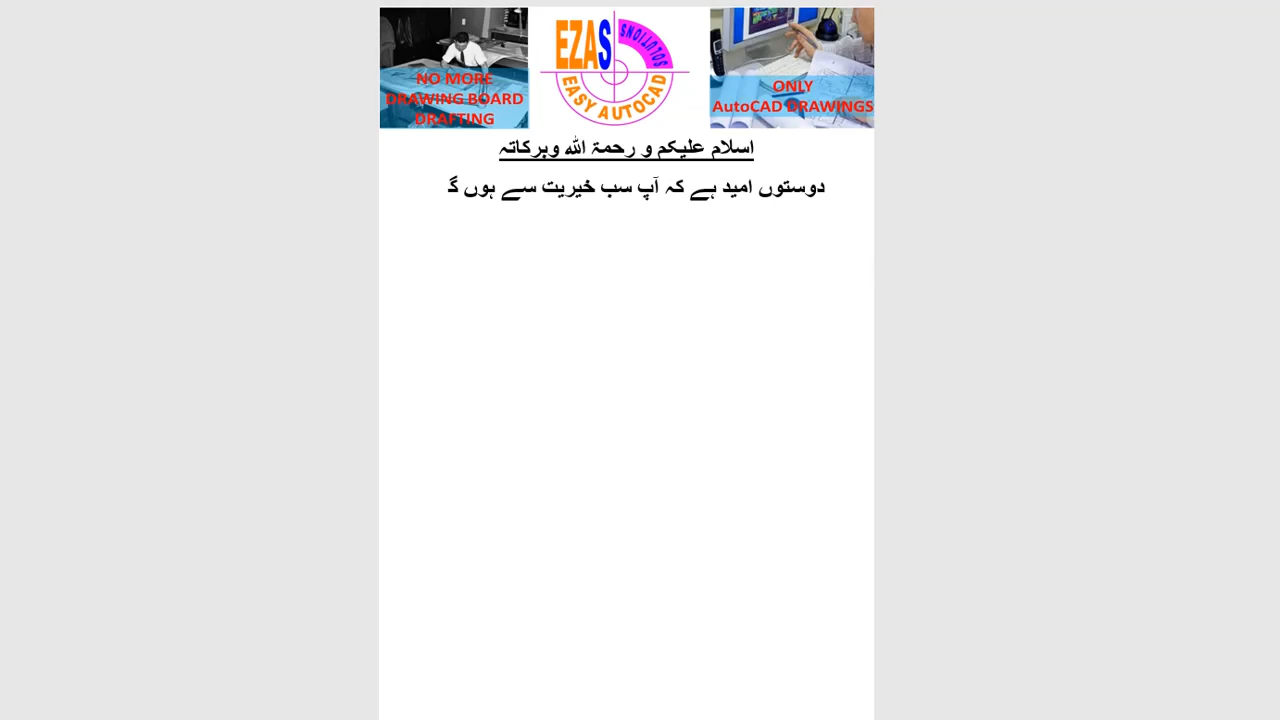 NO MORE
DRAWING BOARD
DRAFTING
EZAS
SOLUTIONS
EASY AUTOCAD
ONLY
AutoCAD DRAWINGS
اسلام علیکم و رحمۃ اللہ وبرکاتہ
دوستوں امید ہے کہ آپ سب خیریت سے ہوں گ